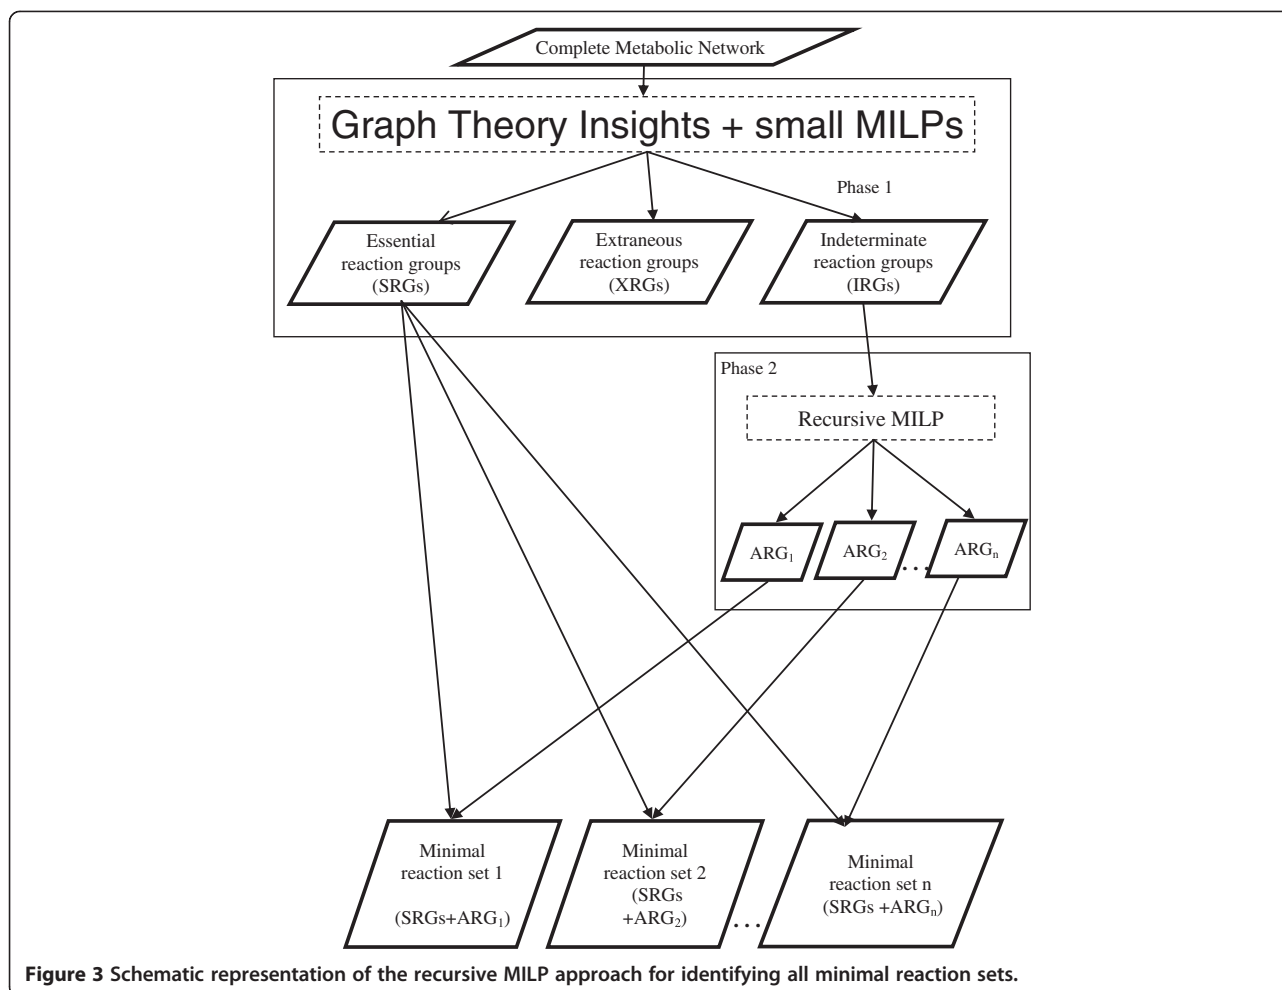 Complete Metabolic Network
Graph Theory Insights + small MILPs
Phase 1
Essential
reaction groups
(SRGs)
Extraneous
reaction groups
(XRGs)
Indeterminate
reaction groups
(IRGs)
Phase 2
Recursive MILP
ARG1
ARG2
...
ARGn
Minimal
reaction set 1
(SRGs+ARG1)
Minimal
reaction set 2
(SRGs
+ARG2)
...
Minimal
reaction set n
(SRGs +ARGn)
Figure 3 Schematic representation of the recursive MILP approach for identifying all minimal reaction sets.